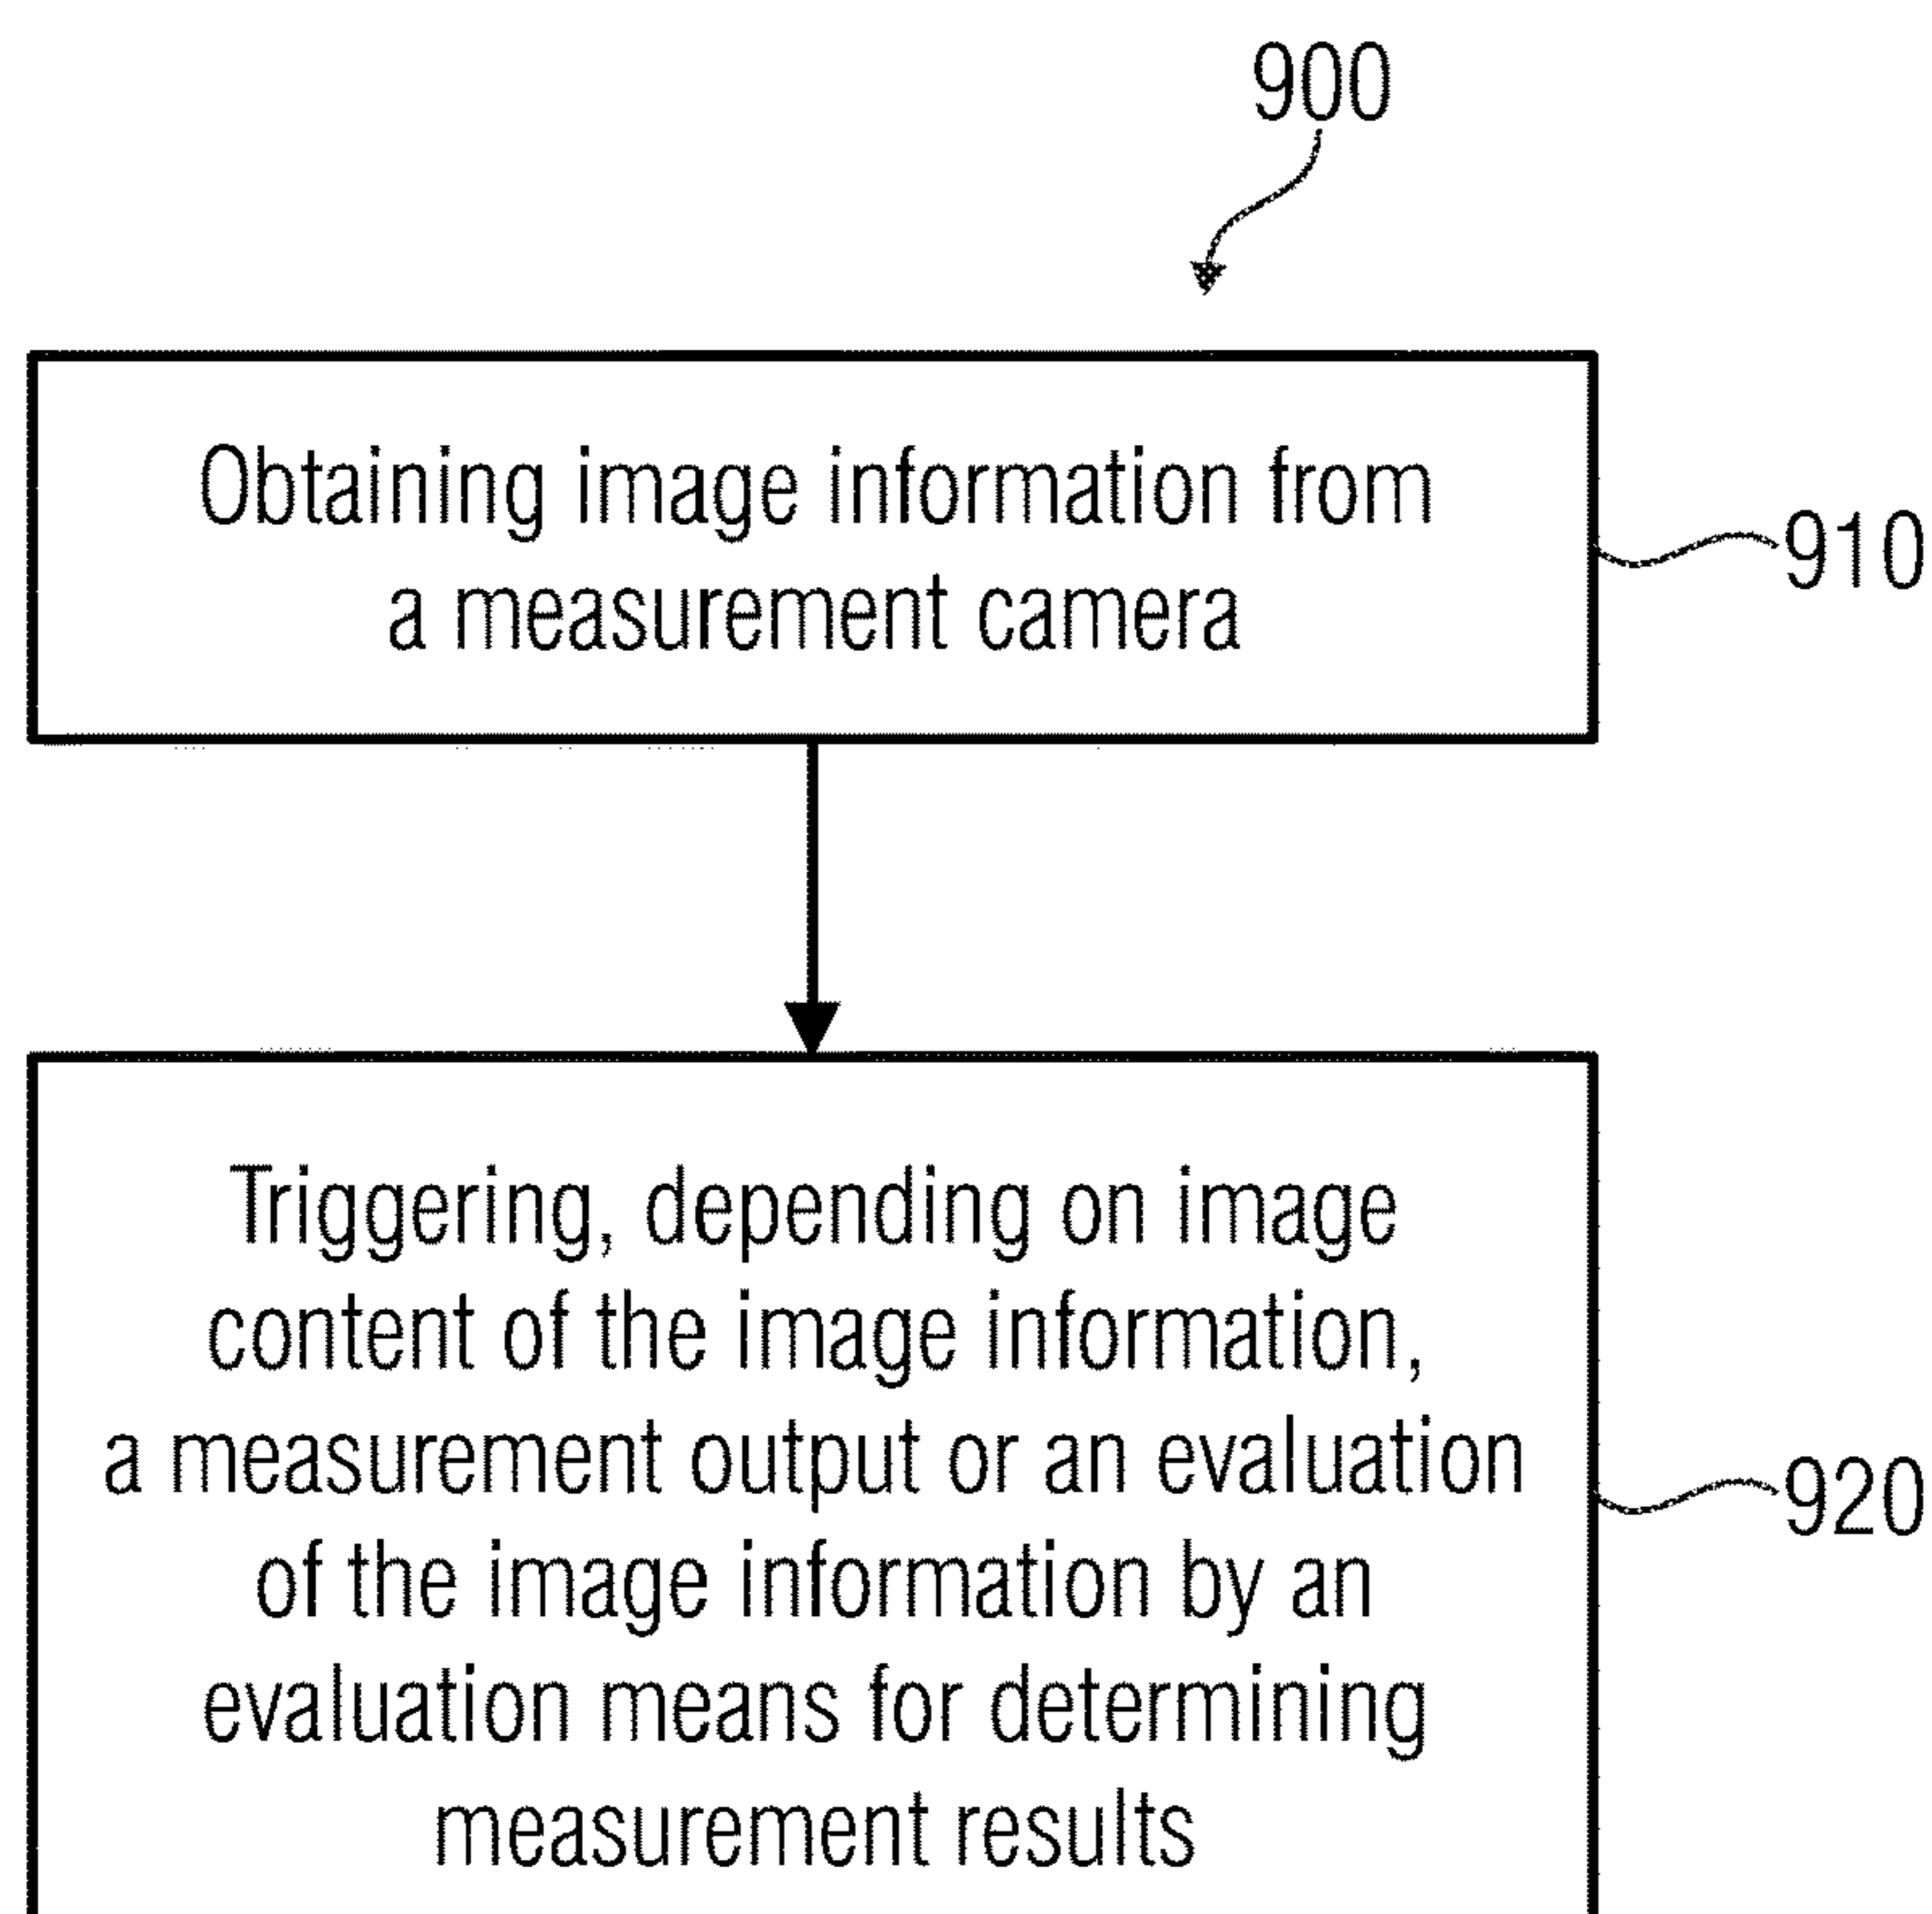 900
Obtaining image information from
a measurement camera
910
Triggering, depending on image
content of the image information,
a measurement output or an evaluation
of the image information by an
evaluation means for determining
measurement results
920